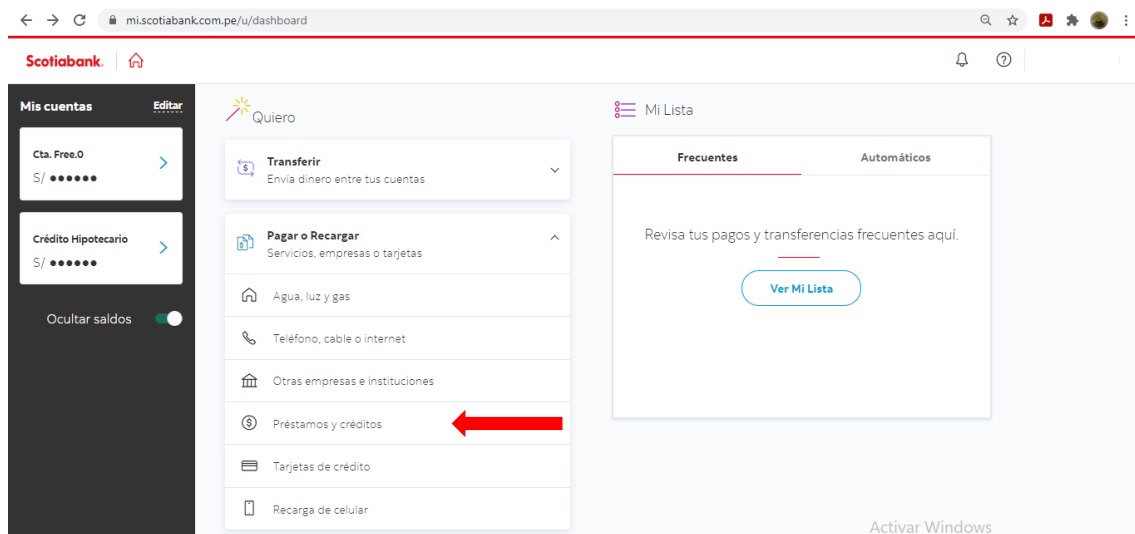 mi.scotiabank.com.pe/u/dashboard
Scotiabank.
Mis cuentas Editar
Cta. Free.0
S/ ●●●●●●
Crédito Hipotecario
S/ ●●●●●●
Ocultar saldos
Quiero
Transferir
Envía dinero entre tus cuentas
Pagar o Recargar
Servicios, empresas o tarjetas
Agua, luz y gas
Teléfono, cable o internet
Otras empresas e instituciones
Préstamos y créditos
Tarjetas de crédito
Recarga de celular
Mi Lista
Frecuentes Automáticos
Revisa tus pagos y transferencias frecuentes aquí.
Ver Mi Lista
Activar Windows